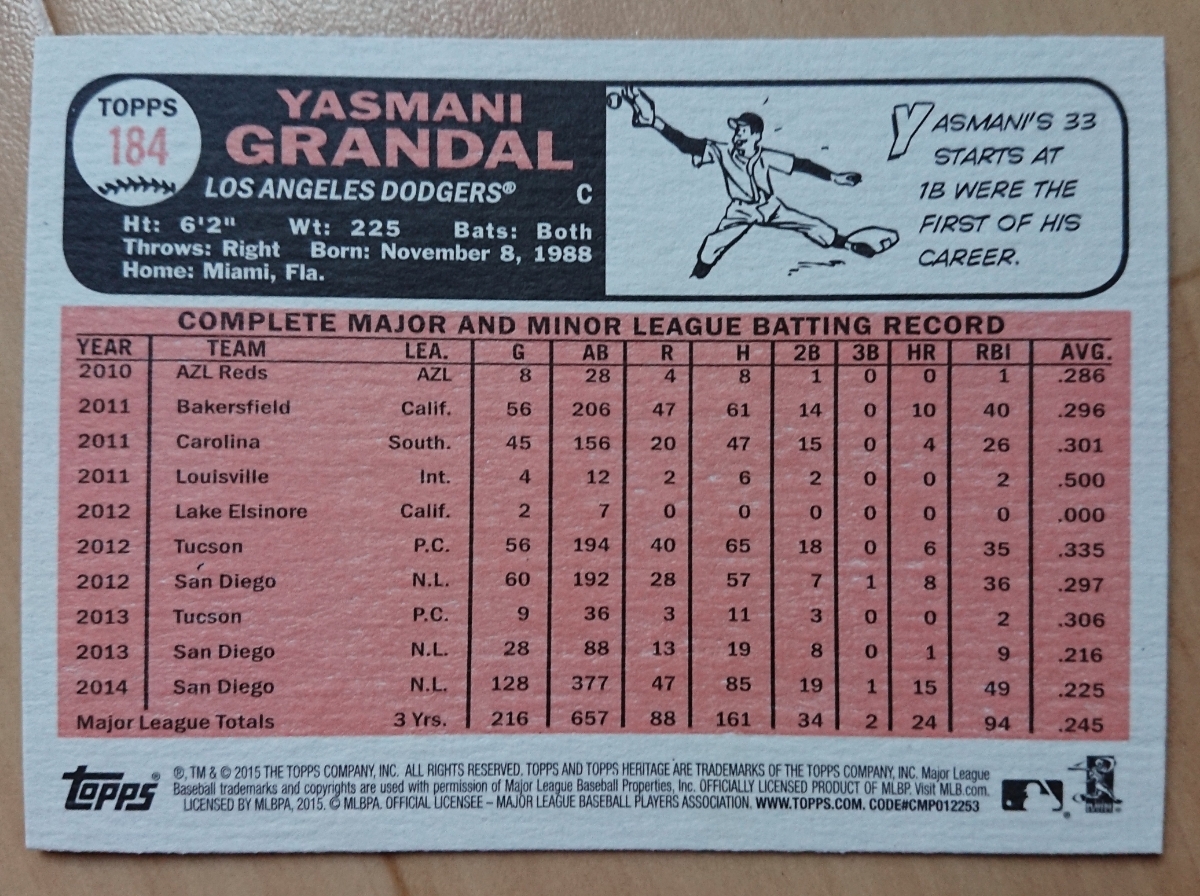 TOPPS
184
YASMANI
GRANDAL
LOS ANGELES DODGERS® C
Ht: 6'2" Wt: 225 Bats: Both
Throws: Right Born: November 8, 1988
Home: Miami, Fla.
YASMANI'S 33
STARTS AT
1B WERE THE
FIRST OF HIS
CAREER.
COMPLETE MAJOR AND MINOR LEAGUE BATTING RECORD
YEAR TEAM LEA. G AB R H 2B 3B HR RBI AVG.
2010 AZL Reds AZL 8 28 4 8 1 0 0 1 .286
2011 Bakersfield Calif. 56 206 47 61 14 0 10 40 .296
2011 Carolina South. 45 156 20 47 15 0 4 26 .301
2011 Louisville Int. 4 12 2 6 2 0 0 2 .500
2012 Lake Elsinore Calif. 2 7 0 0 0 0 0 0 .000
2012 Tucson P.C. 56 194 40 65 18 0 6 35 .335
2012 San Diego N.L. 60 192 28 57 7 1 8 36 .297
2013 Tucson P.C. 9 36 3 11 3 0 0 2 .306
2013 San Diego N.L. 28 88 13 19 8 0 1 9 .216
2014 San Diego N.L. 128 377 47 85 19 1 15 49 .225
Major League Totals 3 Yrs. 216 657 88 161 34 2 24 94 .245
topps®
®, TM & © 2015 THE TOPPS COMPANY, INC. ALL RIGHTS RESERVED. TOPPS AND TOPPS HERITAGE ARE TRADEMARKS OF THE TOPPS COMPANY, INC. Major League
Baseball trademarks and copyrights are used with permission of Major League Baseball Properties, Inc. OFFICIALLY LICENSED PRODUCT OF MLBP. Visit MLB.com.
LICENSED BY MLBPA, 2015. © MLBPA. OFFICIAL LICENSEE – MAJOR LEAGUE BASEBALL PLAYERS ASSOCIATION. WWW.TOPPS.COM. CODE#CMP012253